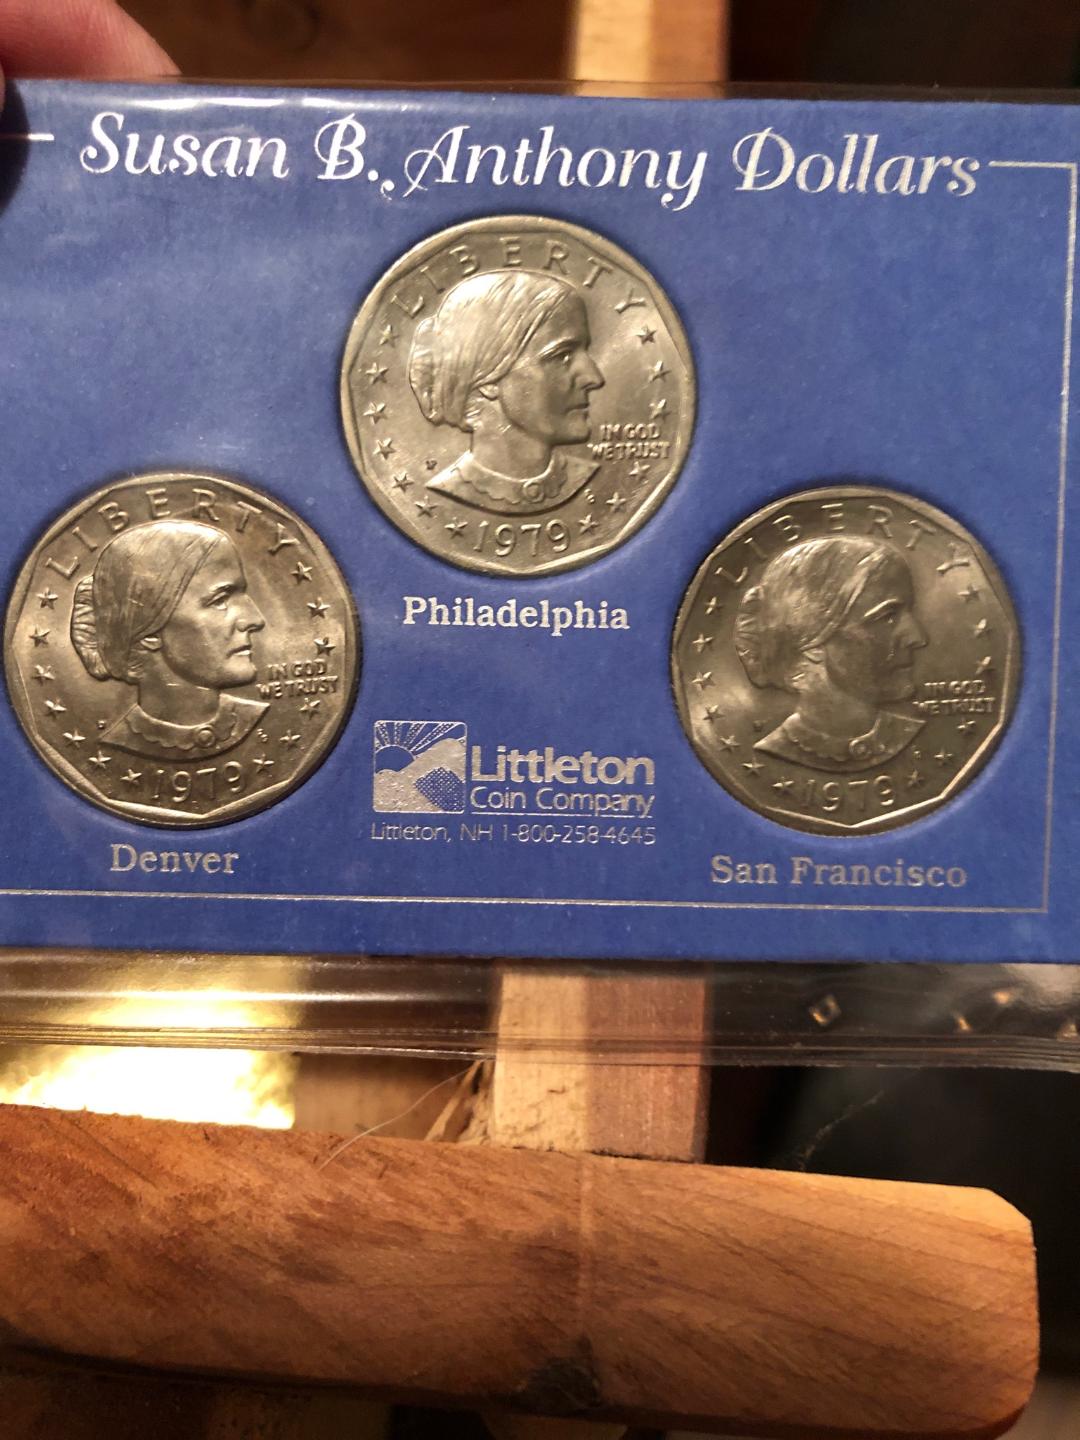 Susan B. Anthony Dollars
LIBERTY
IN GOD
WE TRUST
P
1979
Philadelphia
LIBERTY
IN GOD
WE TRUST
D
1979
Denver
LIBERTY
IN GOD
WE TRUST
1979
San Francisco
Littleton
Coin Company
Littleton, NH 1-800-258-4645